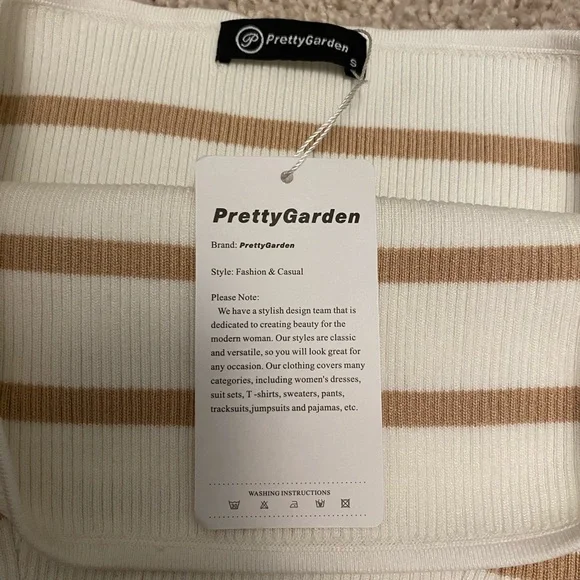 P PrettyGarden
S
PrettyGarden
Brand: PrettyGarden
Style: Fashion & Casual
Please Note:
We have a stylish design team that is
dedicated to creating beauty for the
modern woman. Our styles are classic
and versatile, so you will look great for
any occasion. Our clothing covers many
categories, including women's dresses,
suit sets, T -shirts, sweaters, pants,
tracksuits,jumpsuits and pajamas, etc.
WASHING INSTRUCTIONS